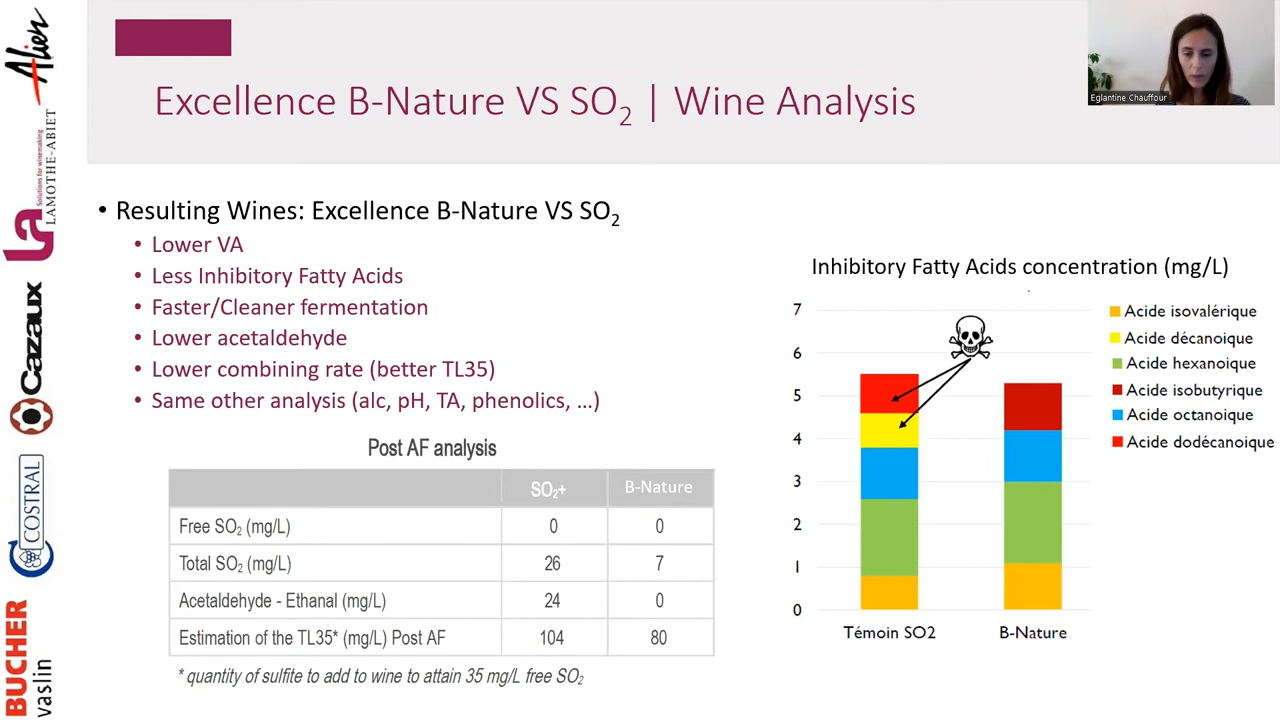 Alien
Solutions for winemaking
LAMOTHE-ABIET
La
Cazaux
COSTRAL
BUCHER
vaslin
Excellence B-Nature VS SO2 | Wine Analysis
Eglantine Chauffour
• Resulting Wines: Excellence B-Nature VS SO2
• Lower VA
• Less Inhibitory Fatty Acids
• Faster/Cleaner fermentation
• Lower acetaldehyde
• Lower combining rate (better TL35)
• Same other analysis (alc, pH, TA, phenolics, …)
Post AF analysis
SO2+ B-Nature
Free SO2 (mg/L) 0 0
Total SO2 (mg/L) 26 7
Acetaldehyde - Ethanal (mg/L) 24 0
Estimation of the TL35* (mg/L) Post AF 104 80
* quantity of sulfite to add to wine to attain 35 mg/L free SO2
Inhibitory Fatty Acids concentration (mg/L)
7
6
5
4
3
2
1
0
Témoin SO2 B-Nature
Acide isovalérique
Acide décanoique
Acide hexanoique
Acide isobutyrique
Acide octanoique
Acide dodécanoique